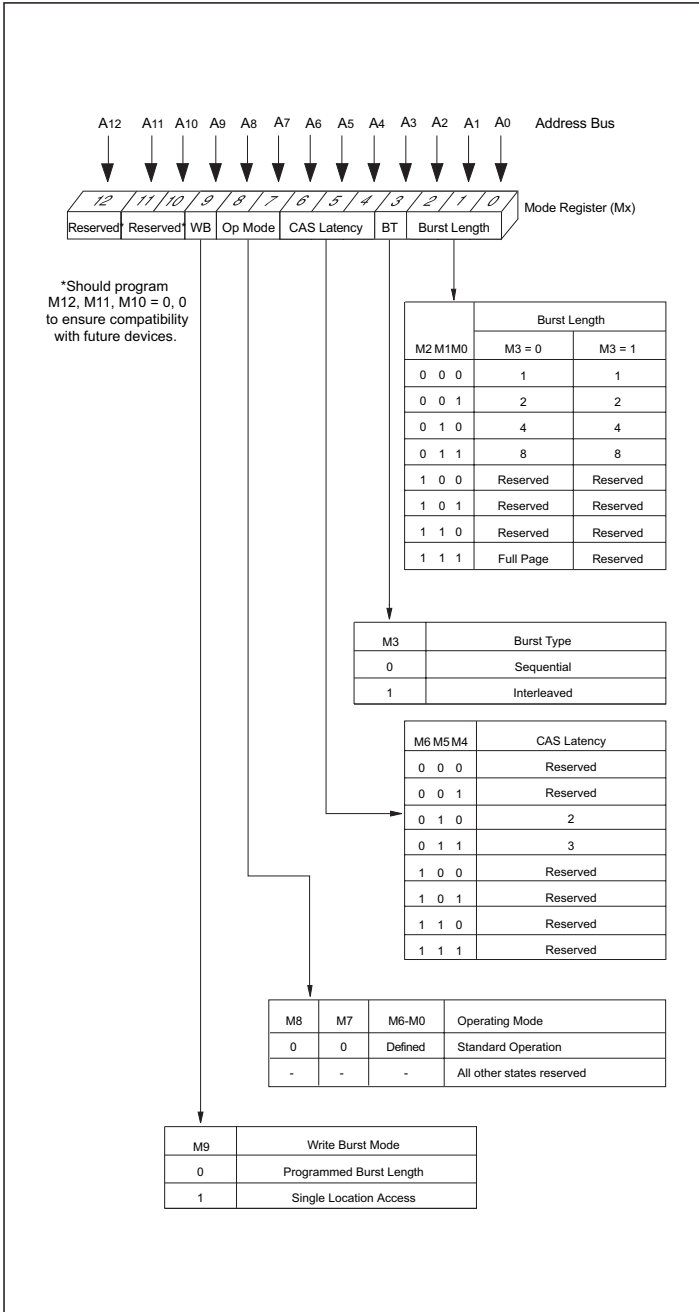 A12 A11 A10 A9 A8 A7 A6 A5 A4 A3 A2 A1 A0 Address Bus
12 11 10 9 8 7 6 5 4 3 2 1 0
Mode Register (Mx)
Reserved* Reserved* WB Op Mode CAS Latency BT Burst Length
*Should program
M12, M11, M10 = 0, 0
to ensure compatibility
with future devices.
Burst Length
M2 M1 M0 M3 = 0 M3 = 1
0 0 0 1 1
0 0 1 2 2
0 1 0 4 4
0 1 1 8 8
1 0 0 Reserved Reserved
1 0 1 Reserved Reserved
1 1 0 Reserved Reserved
1 1 1 Full Page Reserved
M3 Burst Type
0 Sequential
1 Interleaved
M6 M5 M4 CAS Latency
0 0 0 Reserved
0 0 1 Reserved
0 1 0 2
0 1 1 3
1 0 0 Reserved
1 0 1 Reserved
1 1 0 Reserved
1 1 1 Reserved
M8 M7 M6-M0 Operating Mode
0 0 Defined Standard Operation
- - - All other states reserved
M9 Write Burst Mode
0 Programmed Burst Length
1 Single Location Access